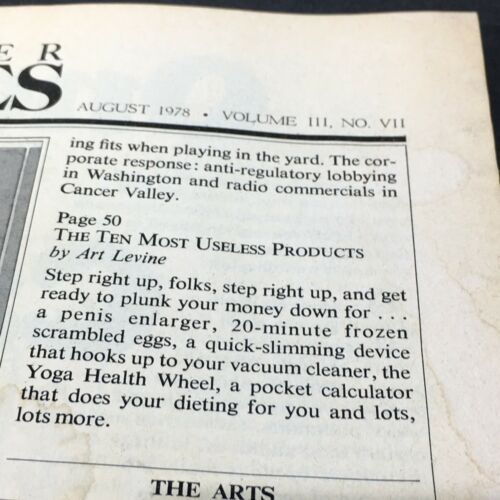 ER
ES
AUGUST 1978 • VOLUME III, NO. VII
ing fits when playing in the yard. The cor-
porate response: anti-regulatory lobbying
in Washington and radio commercials in
Cancer Valley.
Page 50
THE TEN MOST USELESS PRODUCTS
by Art Levine
Step right up, folks, step right up, and get
ready to plunk your money down for . . .
a penis enlarger, 20-minute frozen
scrambled eggs, a quick-slimming device
that hooks up to your vacuum cleaner, the
Yoga Health Wheel, a pocket calculator
that does your dieting for you and lots,
lots more.
THE ARTS